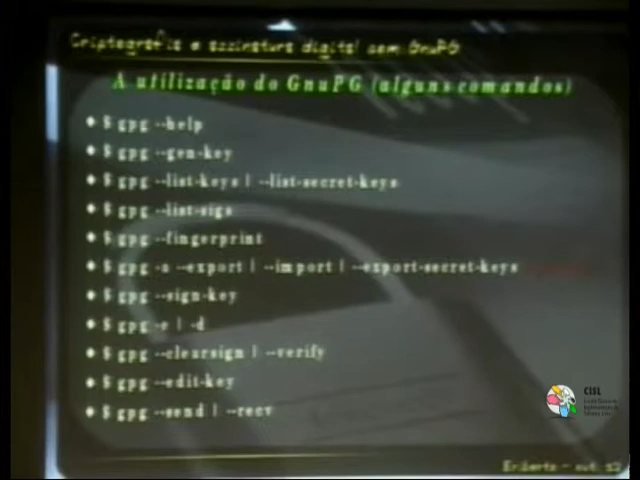 Criptografia e assinatura digital com GnuPG
A utilização do GnuPG (alguns comandos)
$ gpg --help
$ gpg --gen-key
$ gpg --list-keys | --list-secret-keys
$ gpg --list-sigs
$ gpg --fingerprint
$ gpg -a --export | --import | --export-secret-keys
$ gpg --sign-key
$ gpg -e | -d
$ gpg --clearsign | --verify
$ gpg --edit-key
$ gpg --send | --recv
CISL
Eriberto - out.